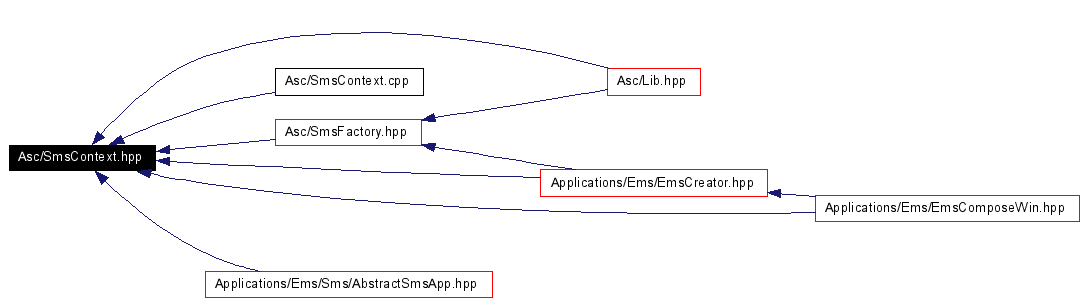 Asc/SmsContext.cpp
Asc/Lib.hpp
Asc/SmsFactory.hpp
Asc/SmsContext.hpp
Applications/Ems/EmsCreator.hpp
Applications/Ems/EmsComposeWin.hpp
Applications/Ems/Sms/AbstractSmsApp.hpp